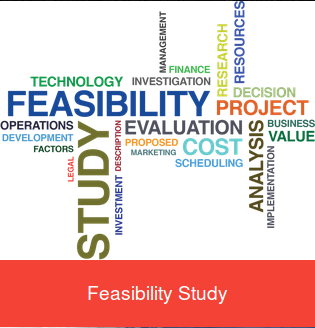 MANAGEMENT
RESEARCH
RESOURCES
FINANCE
TECHNOLOGY
INVESTIGATION
DECISION
FEASIBILITY
PROJECT
OPERATIONS
EVALUATION
BUSINESS
DEVELOPMENT
VALUE
FACTORS
STUDY
DESCRIPTION
PROPOSED
COST
ANALYSIS
IMPLEMENTATION
MARKETING
LEGAL
SCHEDULING
INVESTMENT
Feasibility Study